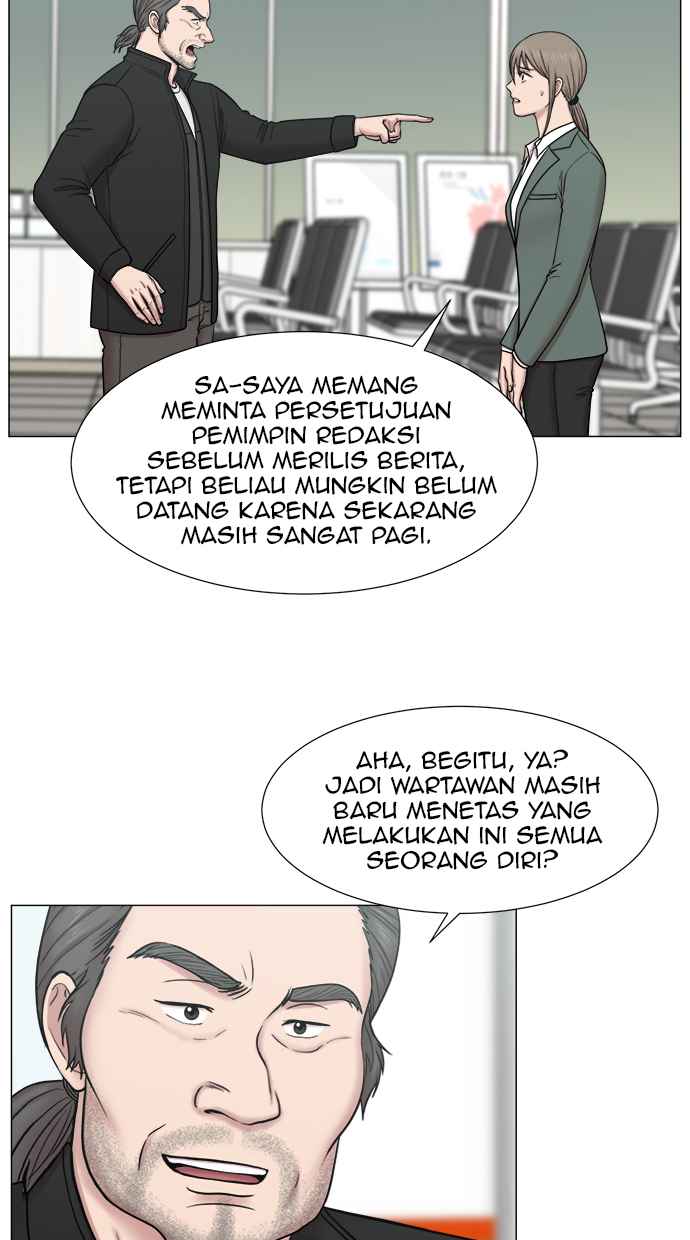 SA-SAYA MEMANG
MEMINTA PERSETUJUAN
PEMIMPIN REDAKSI
SEBELUM MERILIS BERITA,
TETAPI BELIAU MUNGKIN BELUM
DATANG KARENA SEKARANG
MASIH SANGAT PAGI.
AHA, BEGITU, YA?
JADI WARTAWAN MASIH
BARU MENETAS YANG
MELAKUKAN INI SEMUA
SEORANG DIRI?